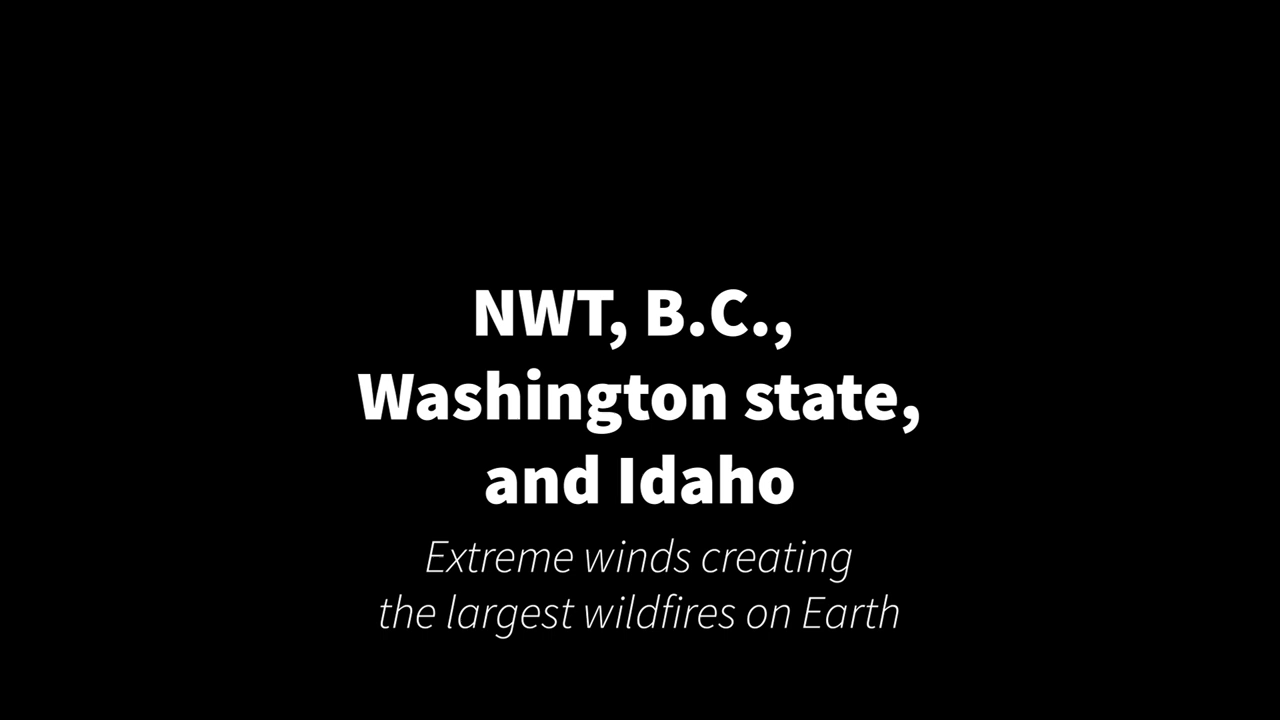 NWT, B.C.,
Washington state,
and Idaho
Extreme winds creating
the largest wildfires on Earth